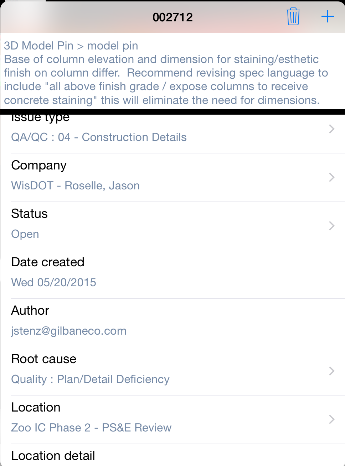 002712
3D Model Pin > model pin
Base of column elevation and dimension for staining/esthetic
finish on column differ.  Recommend revising spec language to
include "all above finish grade / expose columns to receive
concrete staining" this will eliminate the need for dimensions.
Issue type
QA/QC : 04 - Construction Details
Company
WisDOT - Roselle, Jason
Status
Open
Date created
Wed 05/20/2015
Author
jstenz@gilbaneco.com
Root cause
Quality : Plan/Detail Deficiency
Location
Zoo IC Phase 2 - PS&E Review
Location detail